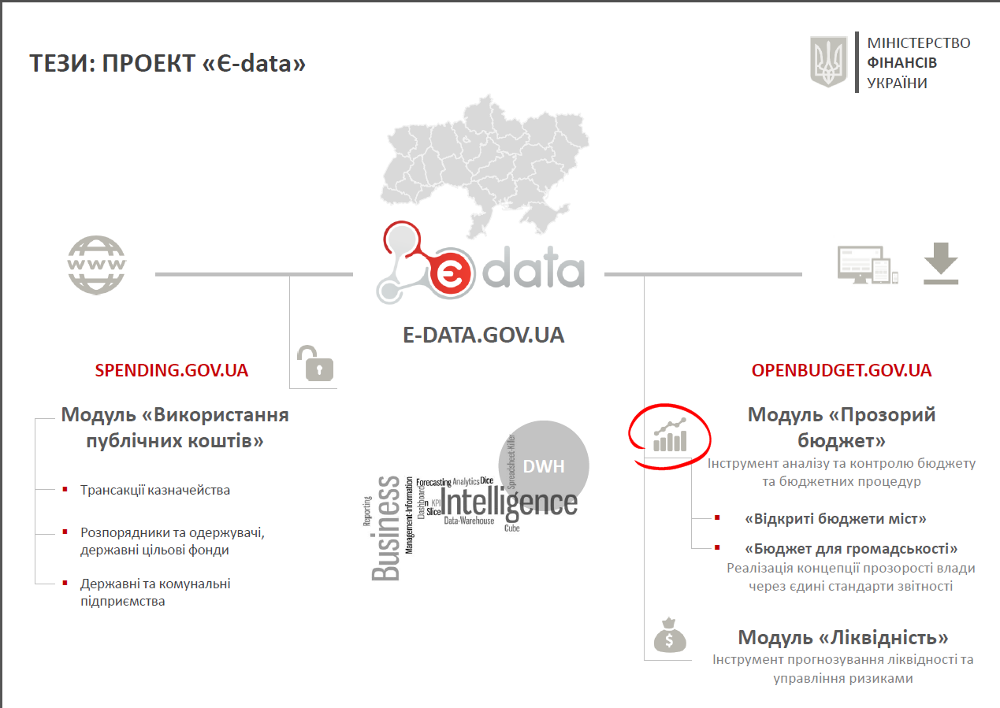 ТЕЗИ: ПРОЕКТ «Є-data»
МІНІСТЕРСТВО
ФІНАНСІВ
УКРАЇНИ
www
є data
E-DATA.GOV.UA
SPENDING.GOV.UA
Модуль «Використання
публічних коштів»
Трансакції казначейства
Розпорядники та одержувачі,
державні цільові фонди
Державні та комунальні
підприємства
DWH
Spreadsheet-Killer
Forecasting Analytics Dice
Reporting
Business
Management-Information
Dashboard
n KPI
Slice
Intelligence
Data-Warehouse
Cube
OPENBUDGET.GOV.UA
Модуль «Прозорий
бюджет»
Інструмент аналізу та контролю бюджету
та бюджетних процедур
«Відкриті бюджети міст»
«Бюджет для громадськості»
Реалізація концепції прозорості влади
через єдині стандарти звітності
$
Модуль «Ліквідність»
Інструмент прогнозування ліквідності та
управління ризиками